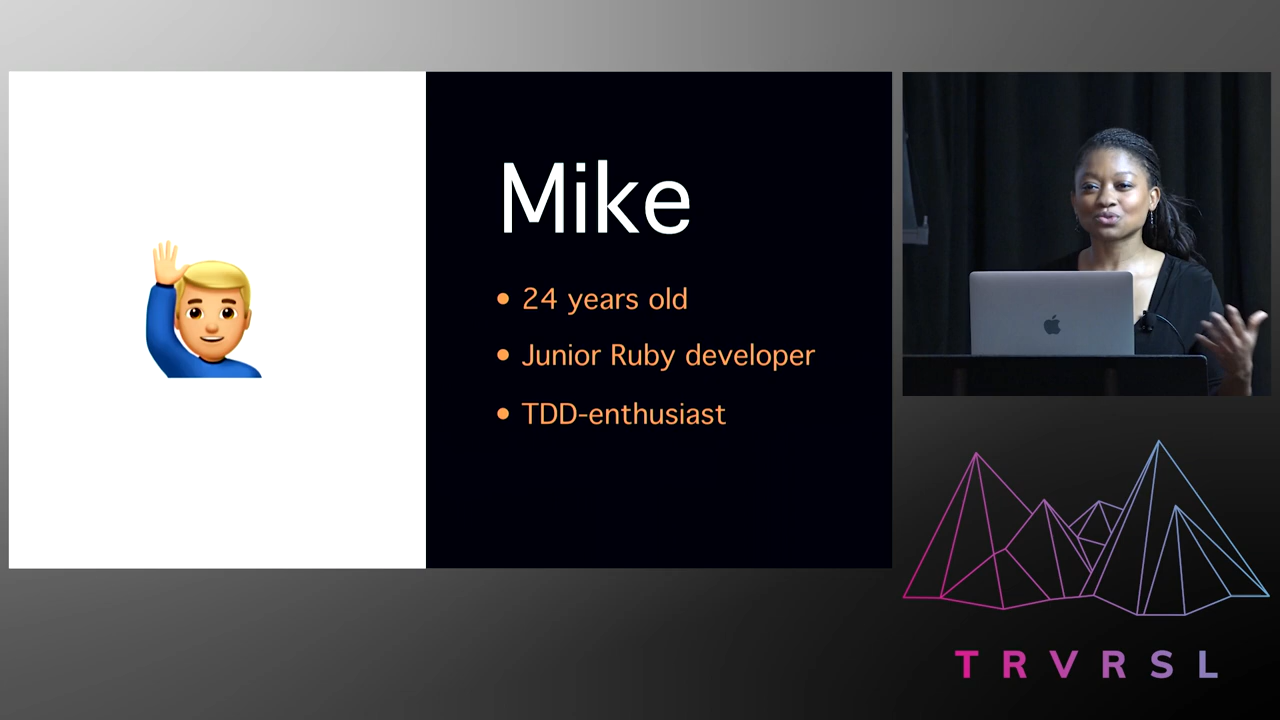 Mike
• 24 years old
• Junior Ruby developer
• TDD-enthusiast
TRVRSL